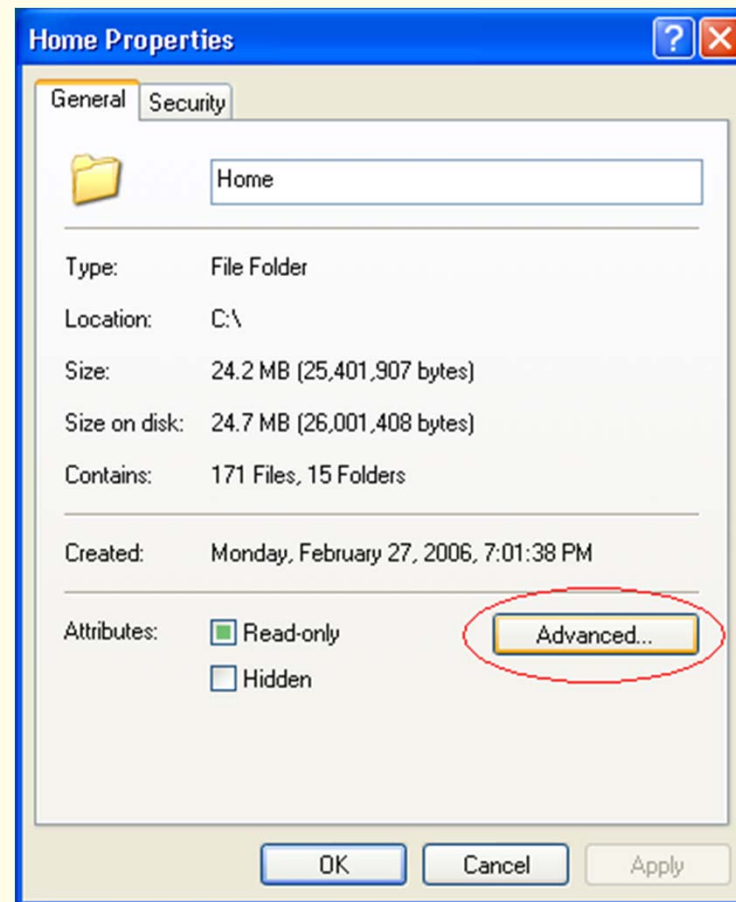 Home Properties
?
General Security
Home
Type: File Folder
Location: C:\
Size: 24.2 MB (25,401,907 bytes)
Size on disk: 24.7 MB (26,001,408 bytes)
Contains: 171 Files, 15 Folders
Created: Monday, February 27, 2006, 7:01:38 PM
Attributes: Read-only Advanced...
Hidden
OK Cancel Apply